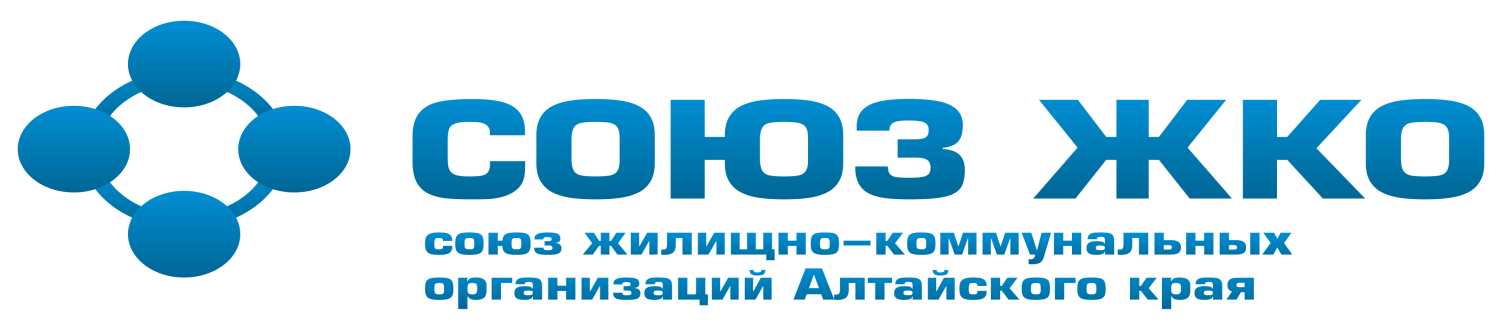 СОЮЗ ЖКО
союз жилищно–коммунальных
организаций Алтайского края